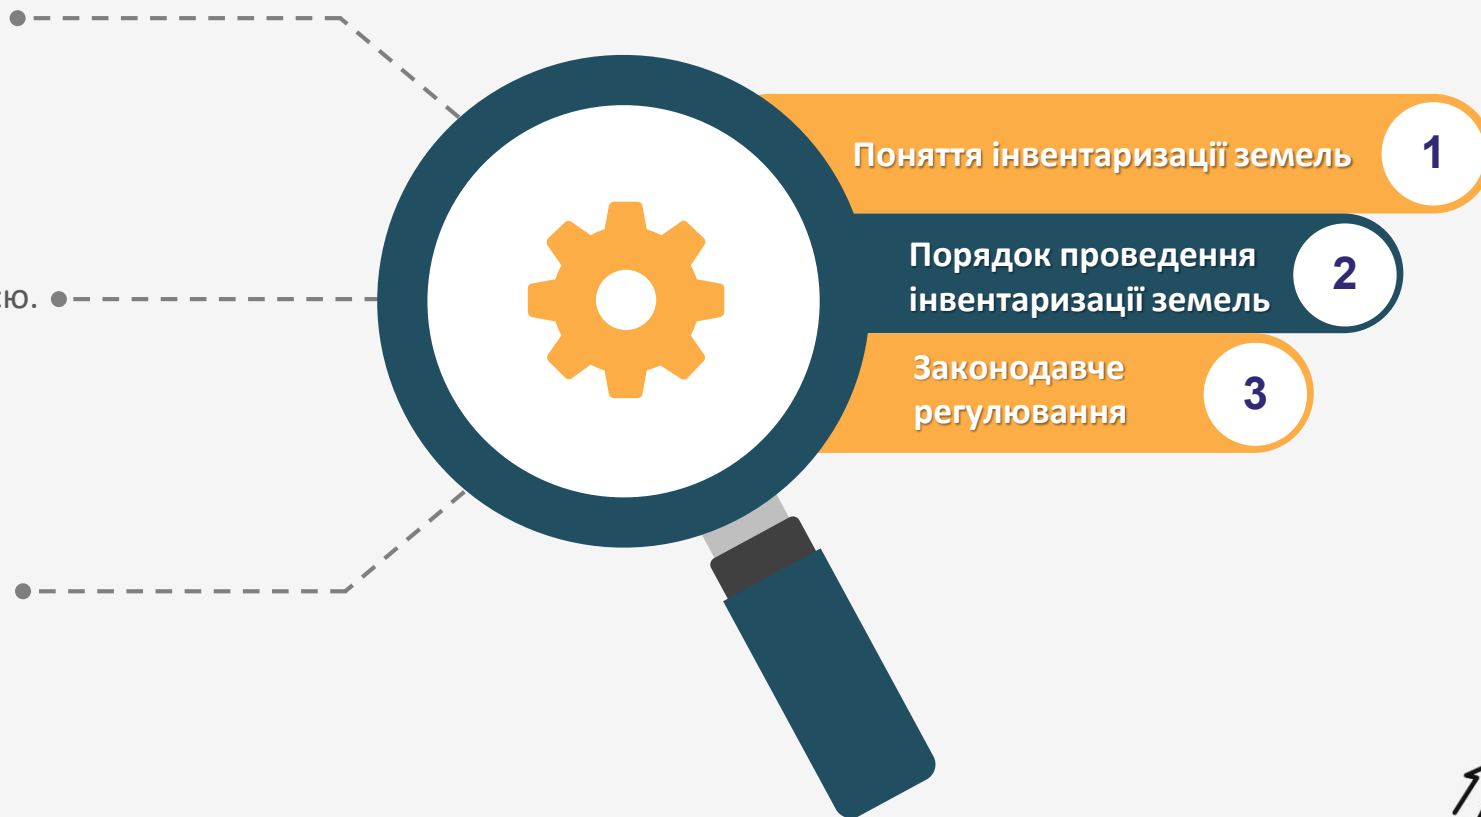 Поняття інвентаризації земель
1
Порядок проведення
інвентаризації земель
2
Законодавче
регулювання
3